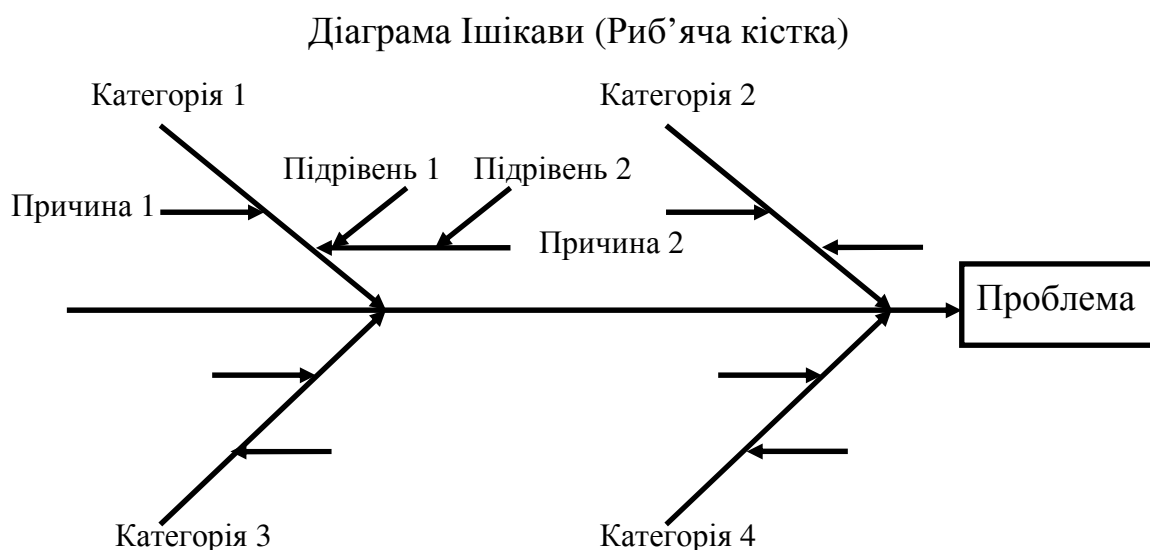 Діаграма Ішікави (Риб’яча кістка)
Категорія 1
Категорія 2
Підрівень 1
Підрівень 2
Причина 1
Причина 2
Проблема
Категорія 3
Категорія 4